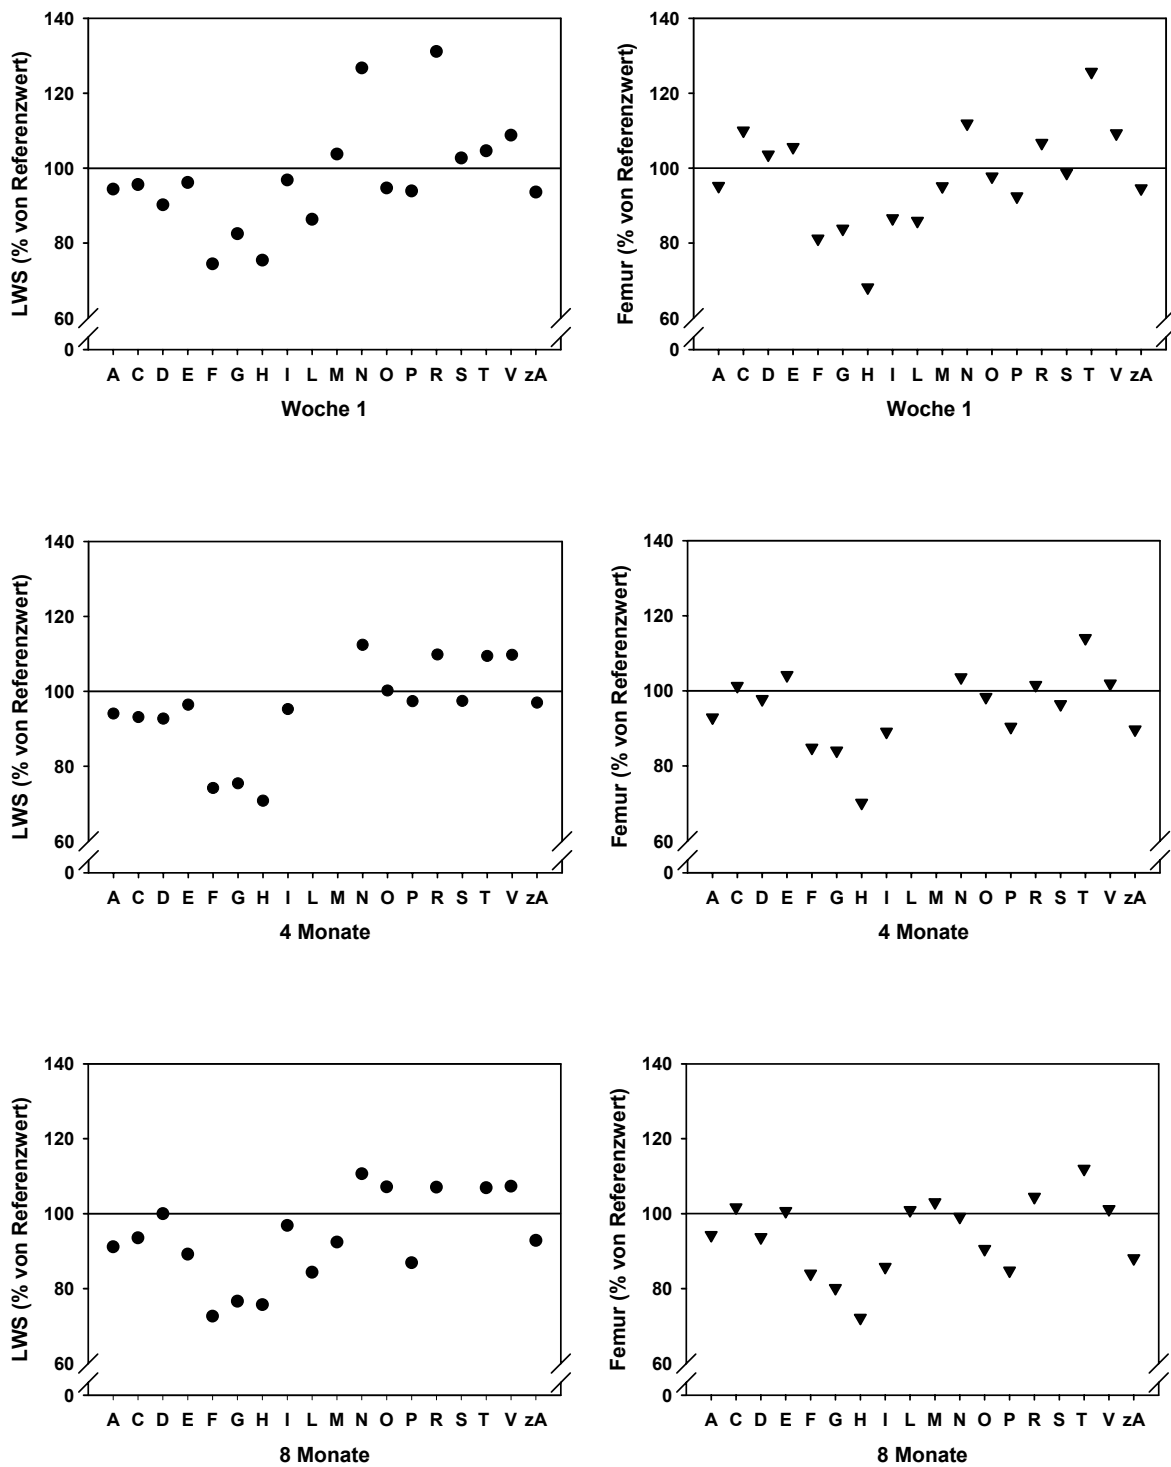 LWS (% von Referenzwert)
140
120
100
80
60
0
A C D E F G H I L M N O P R S T V zA
Woche 1
Femur (% von Referenzwert)
140
120
100
80
60
0
A C D E F G H I L M N O P R S T V zA
Woche 1
LWS (% von Referenzwert)
140
120
100
80
60
0
A C D E F G H I L M N O P R S T V zA
4 Monate
Femur (% von Referenzwert)
140
120
100
80
60
0
A C D E F G H I L M N O P R S T V zA
4 Monate
LWS (% von Referenzwert)
140
120
100
80
60
0
A C D E F G H I L M N O P R S T V zA
8 Monate
Femur (% von Referenzwert)
140
120
100
80
60
0
A C D E F G H I L M N O P R S T V zA
8 Monate